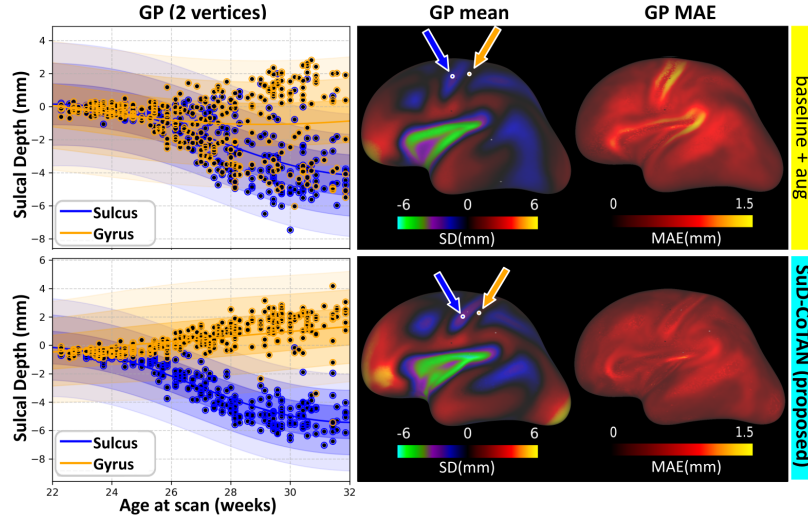 GP (2 vertices)
GP mean
GP MAE
Sulcal Depth (mm)
4
2
0
-2
-4
-6
-8
Sulcus
Gyrus
-6
0
6
SD(mm)
0
1.5
MAE(mm)
baseline + aug
Sulcal Depth (mm)
6
4
2
0
-2
-4
-6
-8
Sulcus
Gyrus
22
24
26
28
30
32
Age at scan (weeks)
-6
0
6
SD(mm)
0
1.5
MAE(mm)
SuD-CoTAN (proposed)